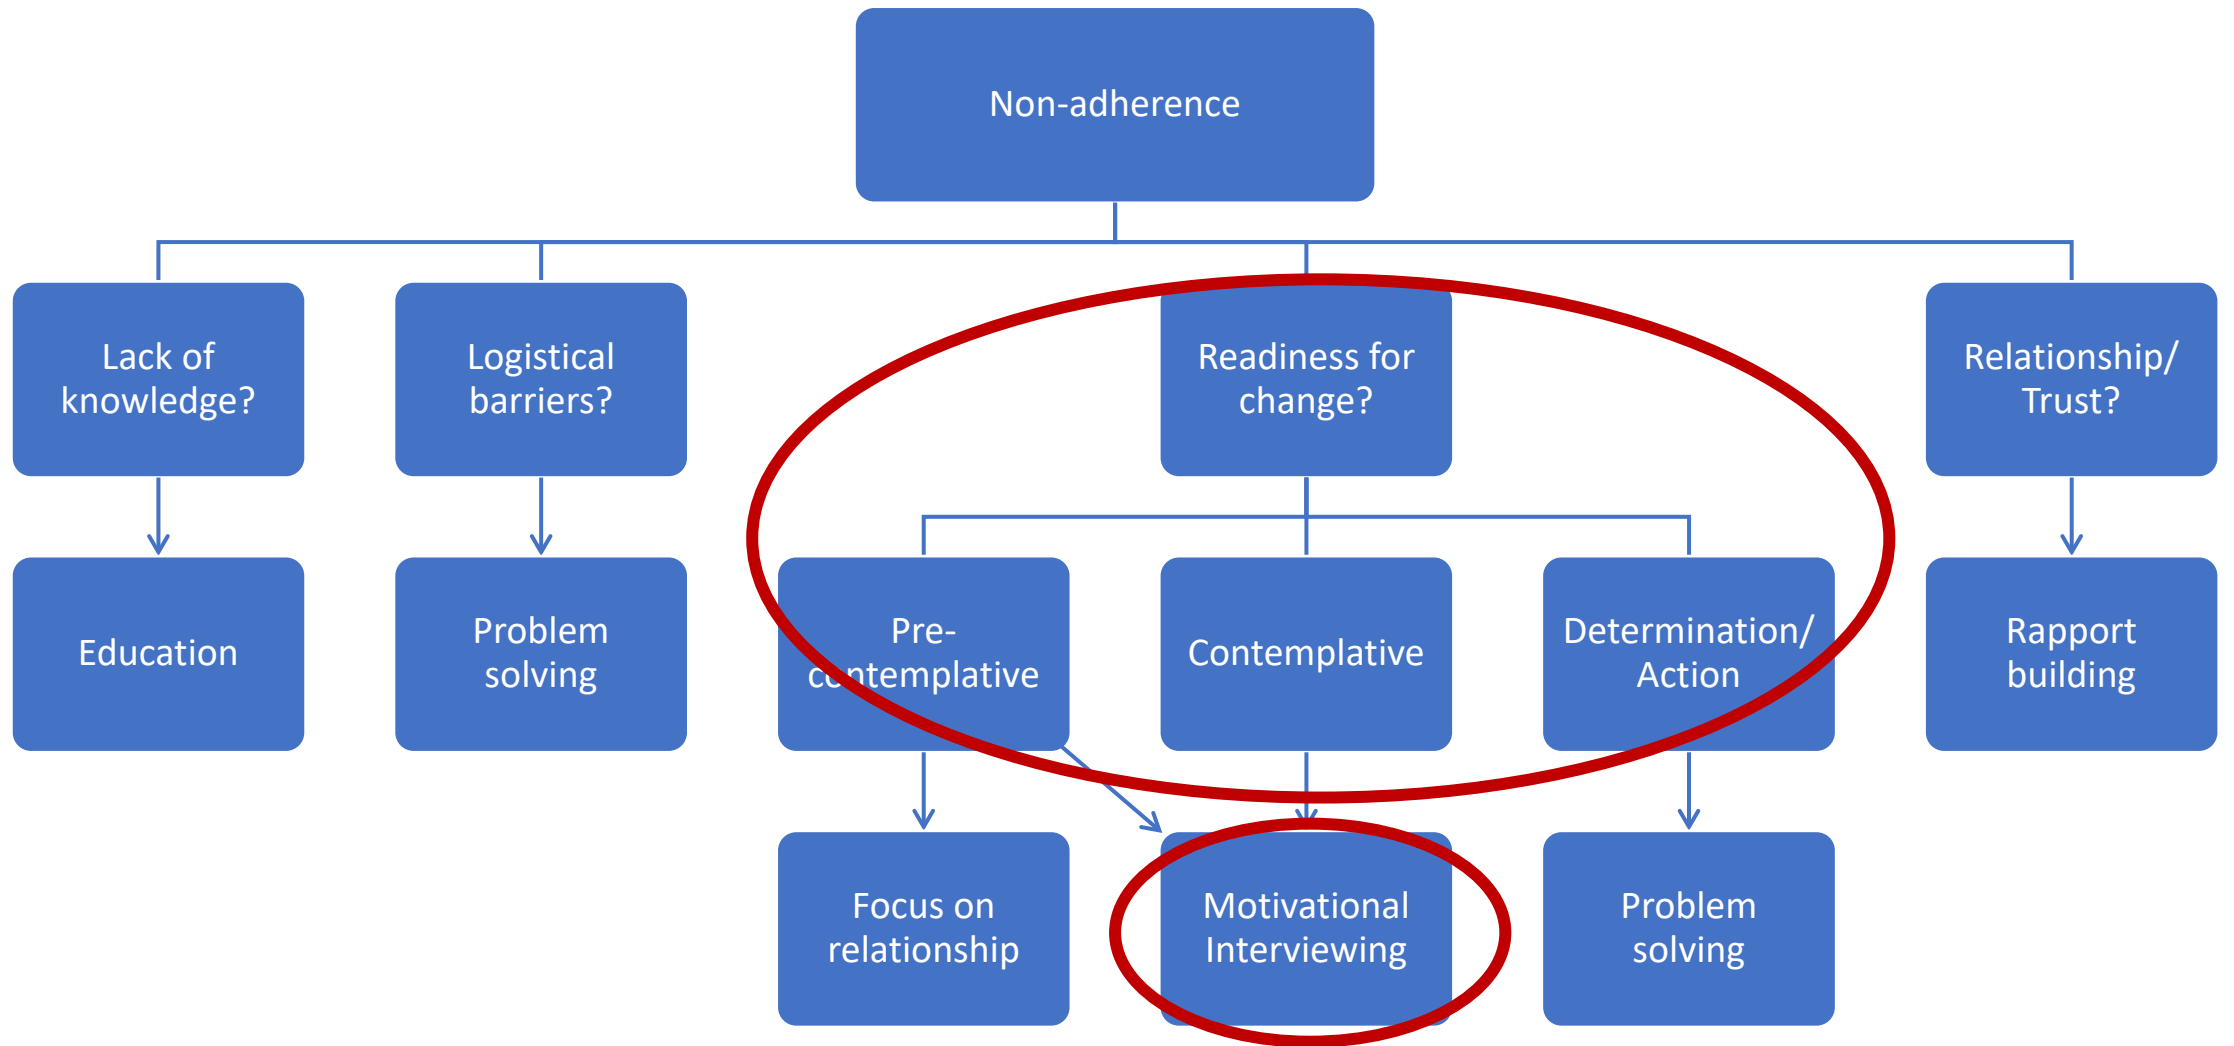 Non-adherence
Lack of
knowledge?
Logistical
barriers?
Readiness for
change?
Relationship/
Trust?
Education
Problem
solving
Pre-
contemplative
Contemplative
Determination/
Action
Rapport
building
Focus on
relationship
Motivational
Interviewing
Problem
solving